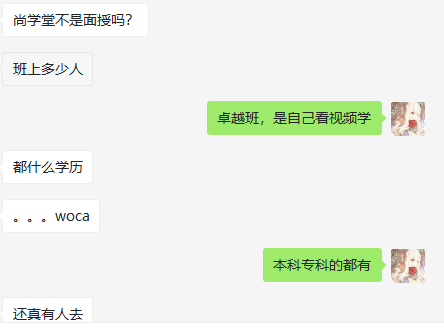 尚学堂不是面授吗？
班上多少人
卓越班，是自己看视频学
都什么学历
。。。woca
本科专科的都有
还真有人去